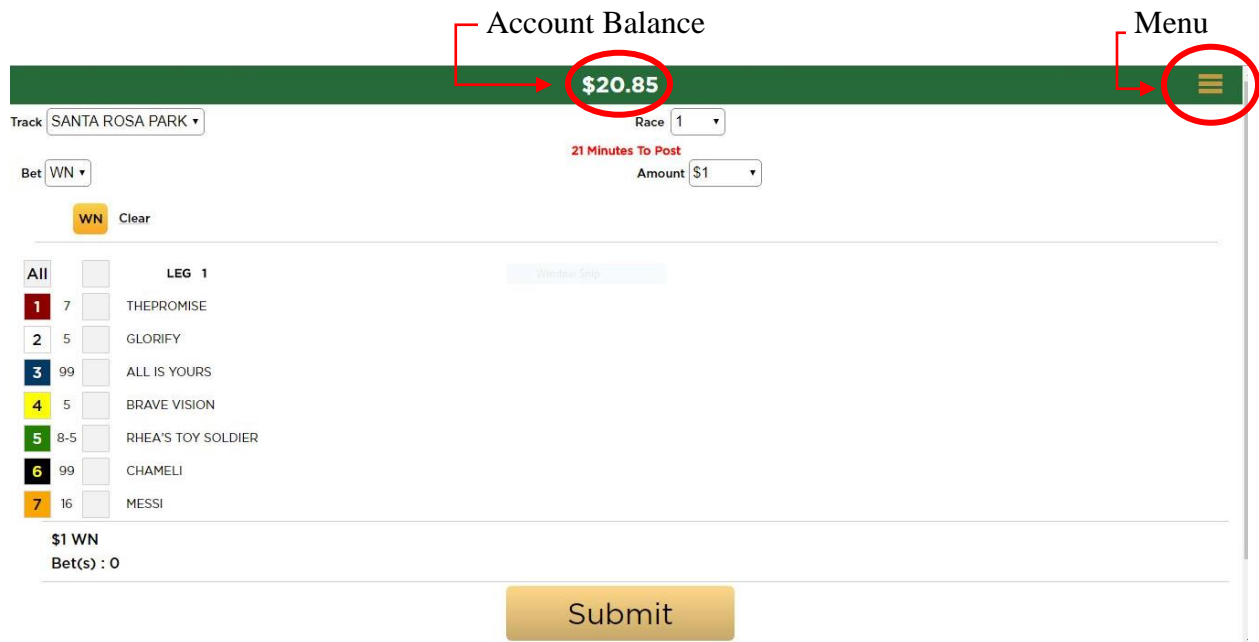 Account Balance
Menu
$20.85
Track SANTA ROSA PARK
Race 1
21 Minutes To Post
Bet WN
Amount $1
WN Clear
All LEG 1
Window Snip
1 7 THEPROMISE
2 5 GLORIFY
3 99 ALL IS YOURS
4 5 BRAVE VISION
5 8-5 RHEA'S TOY SOLDIER
6 99 CHAMELI
7 16 MESSI
$1 WN
Bet(s) : 0
Submit